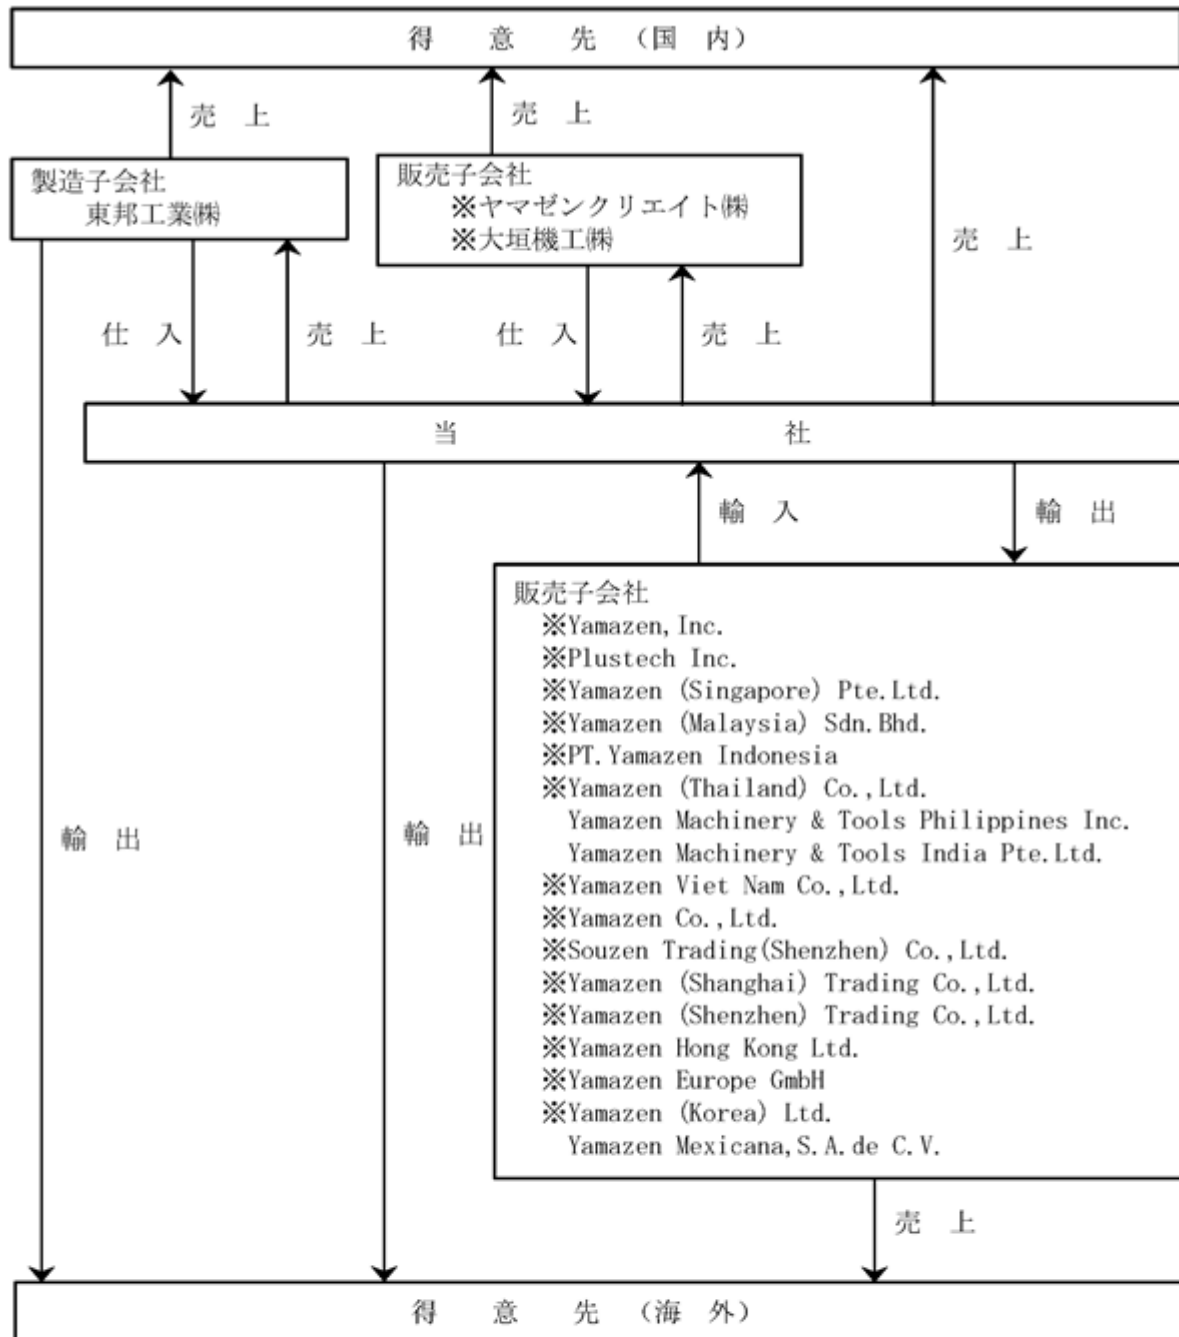 得 意 先 （国 内）
売 上
売 上
製造子会社
東邦工業㈱
販売子会社
※ヤマゼンクリエイト㈱
※大垣機工㈱
売 上
仕 入
売 上
仕 入
売 上
当 社
輸 入
輸 出
販売子会社
※Yamazen,Inc.
※Plustech Inc.
※Yamazen (Singapore) Pte.Ltd.
※Yamazen (Malaysia) Sdn.Bhd.
※PT.Yamazen Indonesia
※Yamazen (Thailand) Co.,Ltd.
Yamazen Machinery & Tools Philippines Inc.
Yamazen Machinery & Tools India Pte.Ltd.
※Yamazen Viet Nam Co.,Ltd.
※Yamazen Co.,Ltd.
※Souzen Trading(Shenzhen) Co.,Ltd.
※Yamazen (Shanghai) Trading Co.,Ltd.
※Yamazen (Shenzhen) Trading Co.,Ltd.
※Yamazen Hong Kong Ltd.
※Yamazen Europe GmbH
※Yamazen (Korea) Ltd.
Yamazen Mexicana,S.A.de C.V.
輸 出
輸 出
売 上
得 意 先 （海 外）